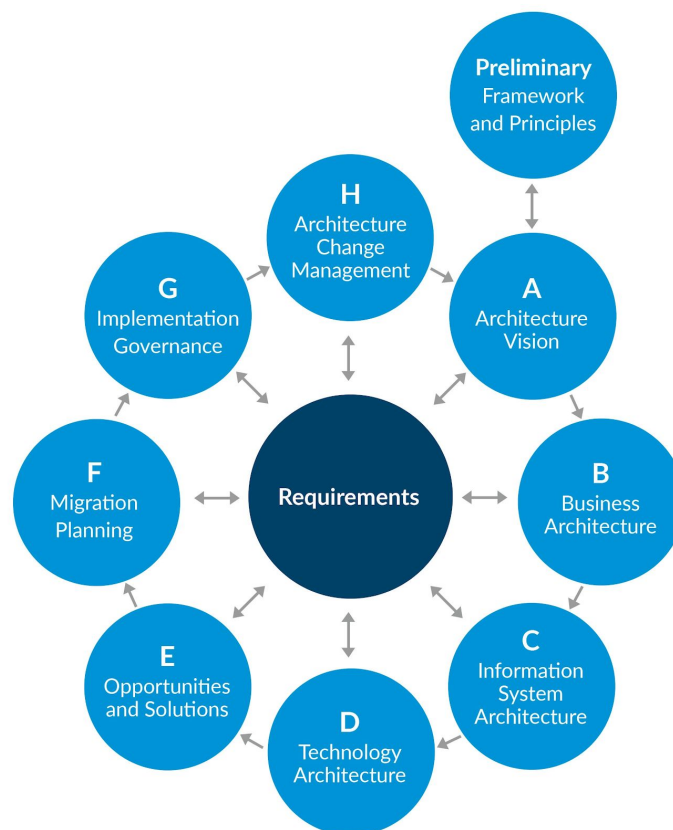 Preliminary
Framework
and Principles
H
Architecture
Change
Management
A
Architecture
Vision
B
Business
Architecture
C
Information
System
Architecture
D
Technology
Architecture
E
Opportunities
and Solutions
F
Migration
Planning
G
Implementation
Governance
Requirements